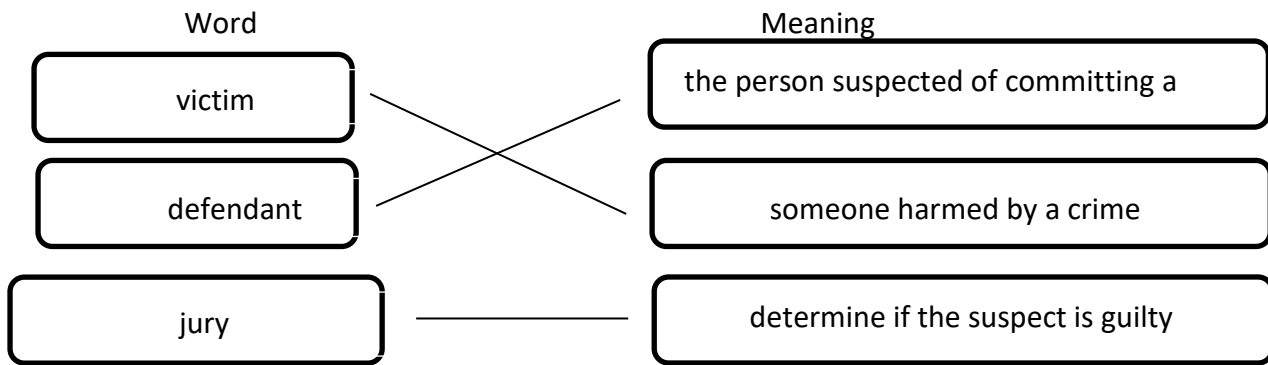 Word Meaning
victim the person suspected of committing a
defendant someone harmed by a crime
jury determine if the suspect is guilty